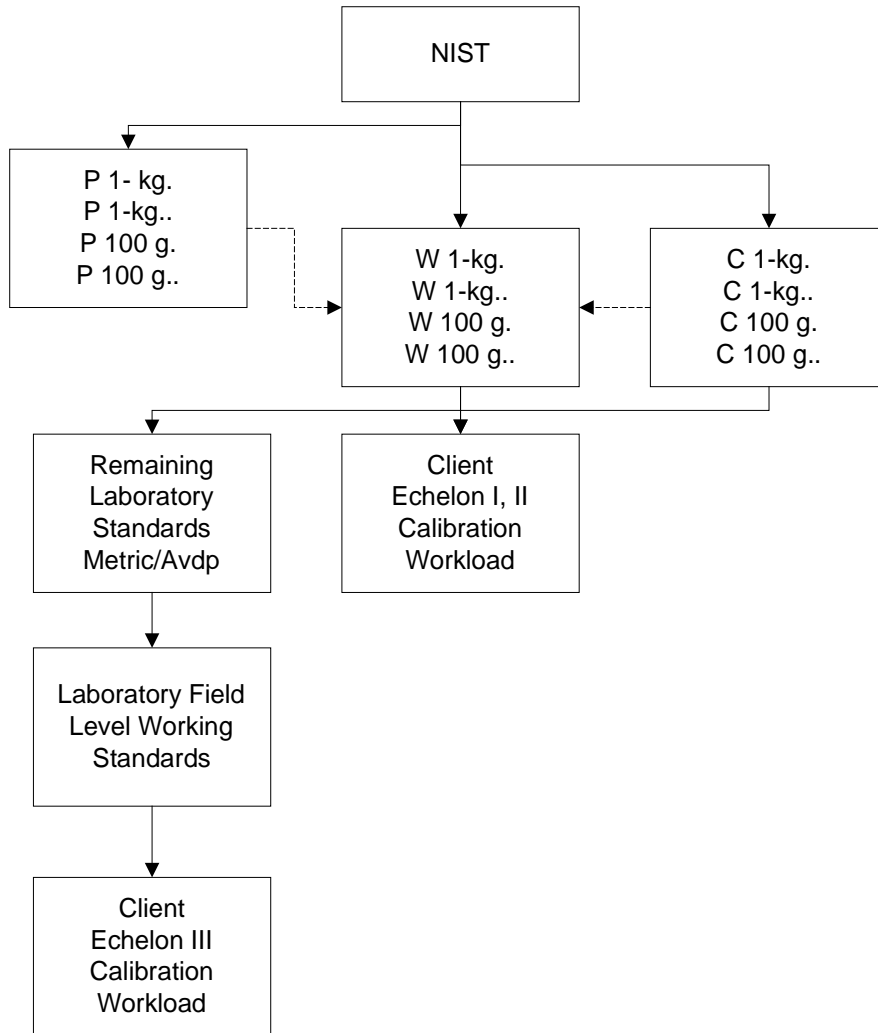 NIST
P 1- kg.
P 1-kg..
P 100 g.
P 100 g..
W 1-kg.
W 1-kg..
W 100 g.
W 100 g..
C 1-kg.
C 1-kg..
C 100 g.
C 100 g..
Remaining
Laboratory
Standards
Metric/Avdp
Client
Echelon I, II
Calibration
Workload
Laboratory Field
Level Working
Standards
Client
Echelon III
Calibration
Workload